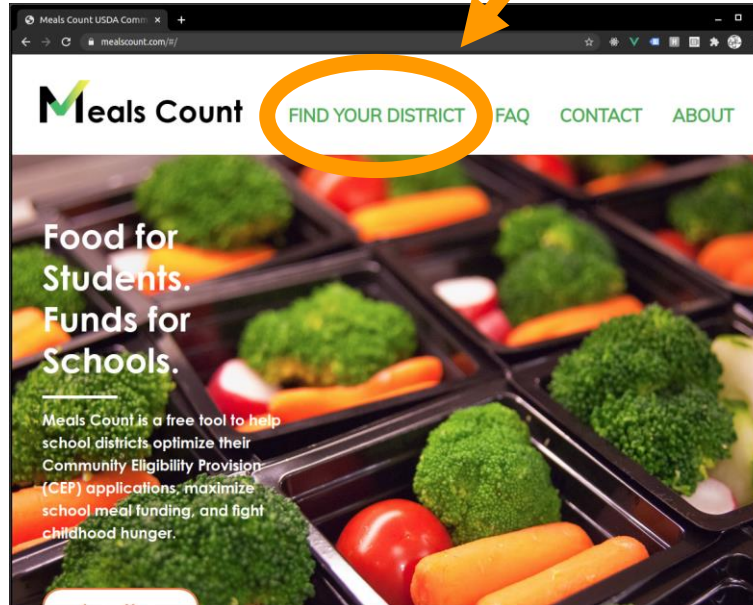 Meals Count USDA Comm
mealscount.com/#/
Meals Count
FIND YOUR DISTRICT
FAQ
CONTACT
ABOUT
Food for
Students.
Funds for
Schools.
Meals Count is a free tool to help
school districts optimize their
Community Eligibility Provision
(CEP) applications, maximize
school meal funding, and fight
childhood hunger.